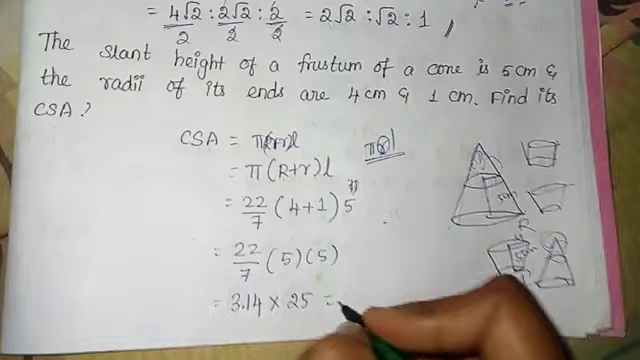 = 4√2/2 : 2√2/2 : 2/2 = 2√2 : √2 : 1,
The slant height of a frustum of a cone is 5cm &
the radii of its ends are 4cm & 1 cm. Find its
CSA?
CSA =
= π(R+r)l
= 22/7 (4+1) 5
= 22/7 (5)(5)
= 3.14 × 25 =